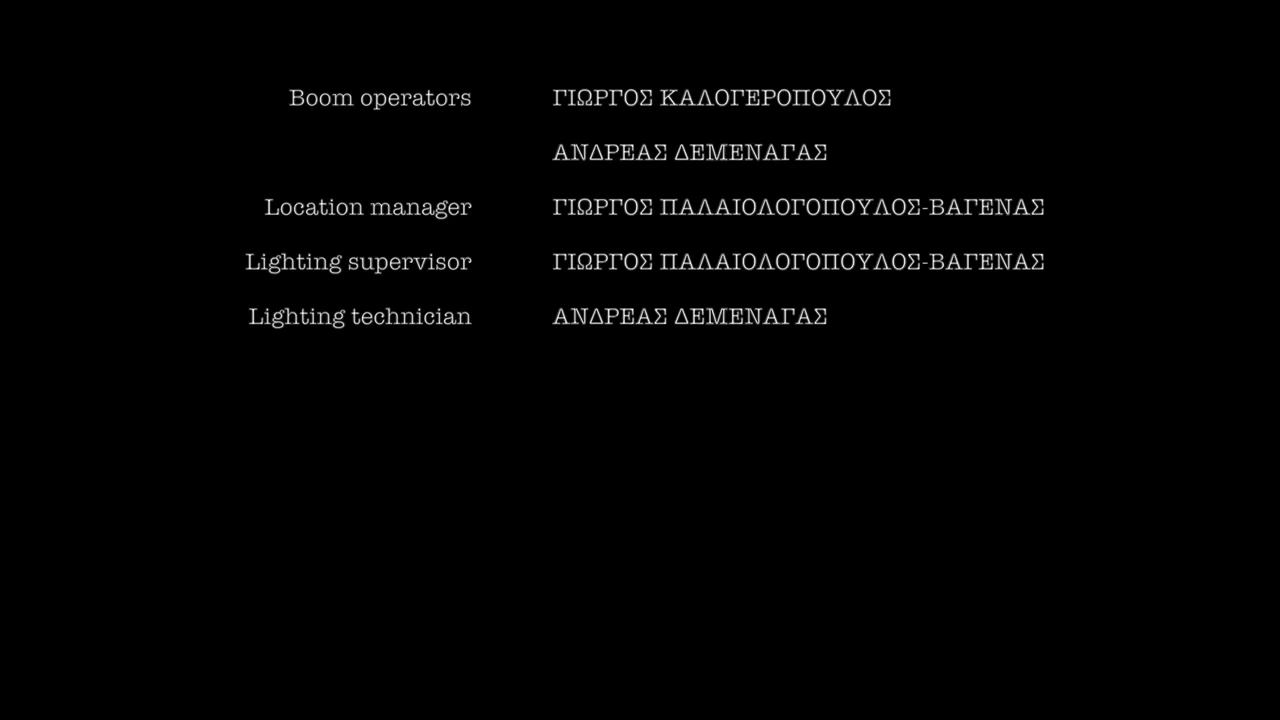 Boom operators ΓΙΩΡΓΟΣ ΚΑΛΟΓΕΡΟΠΟΥΛΟΣ
ΑΝΔΡΕΑΣ ΔΕΜΕΝΑΓΑΣ
Location manager ΓΙΩΡΓΟΣ ΠΑΛΑΙΟΛΟΓΟΠΟΥΛΟΣ-ΒΑΓΕΝΑΣ
Lighting supervisor ΓΙΩΡΓΟΣ ΠΑΛΑΙΟΛΟΓΟΠΟΥΛΟΣ-ΒΑΓΕΝΑΣ
Lighting technician ΑΝΔΡΕΑΣ ΔΕΜΕΝΑΓΑΣ